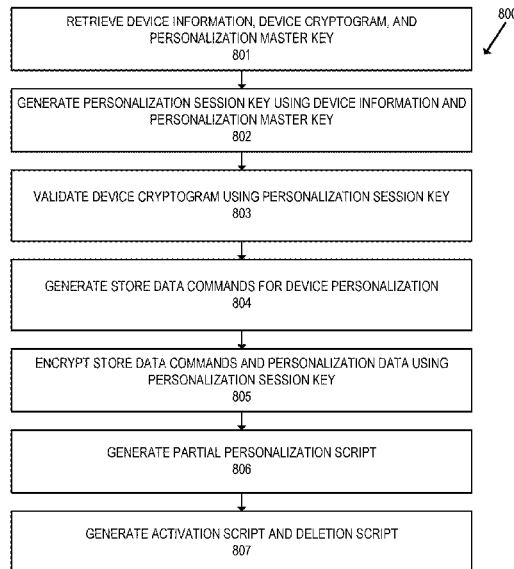 800
RETRIEVE DEVICE INFORMATION, DEVICE CRYPTOGRAM, AND
PERSONALIZATION MASTER KEY
801
GENERATE PERSONALIZATION SESSION KEY USING DEVICE INFORMATION AND
PERSONALIZATION MASTER KEY
802
VALIDATE DEVICE CRYPTOGRAM USING PERSONALIZATION SESSION KEY
803
GENERATE STORE DATA COMMANDS FOR DEVICE PERSONALIZATION
804
ENCRYPT STORE DATA COMMANDS AND PERSONALIZATION DATA USING
PERSONALIZATION SESSION KEY
805
GENERATE PARTIAL PERSONALIZATION SCRIPT
806
GENERATE ACTIVATION SCRIPT AND DELETION SCRIPT
807